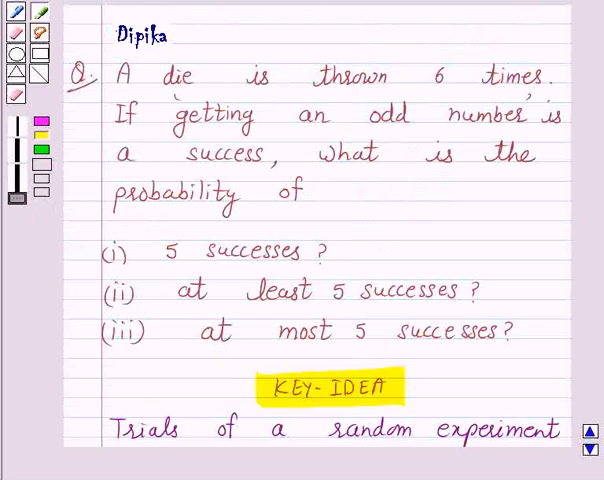 Dipika
Q. A die is thrown 6 times.
If 'getting an odd number' is
a success, what is the
probability of
(i) 5 successes?
(ii) at least 5 successes?
(iii) at most 5 successes?
KEY-IDEA
Trials of a random experiment